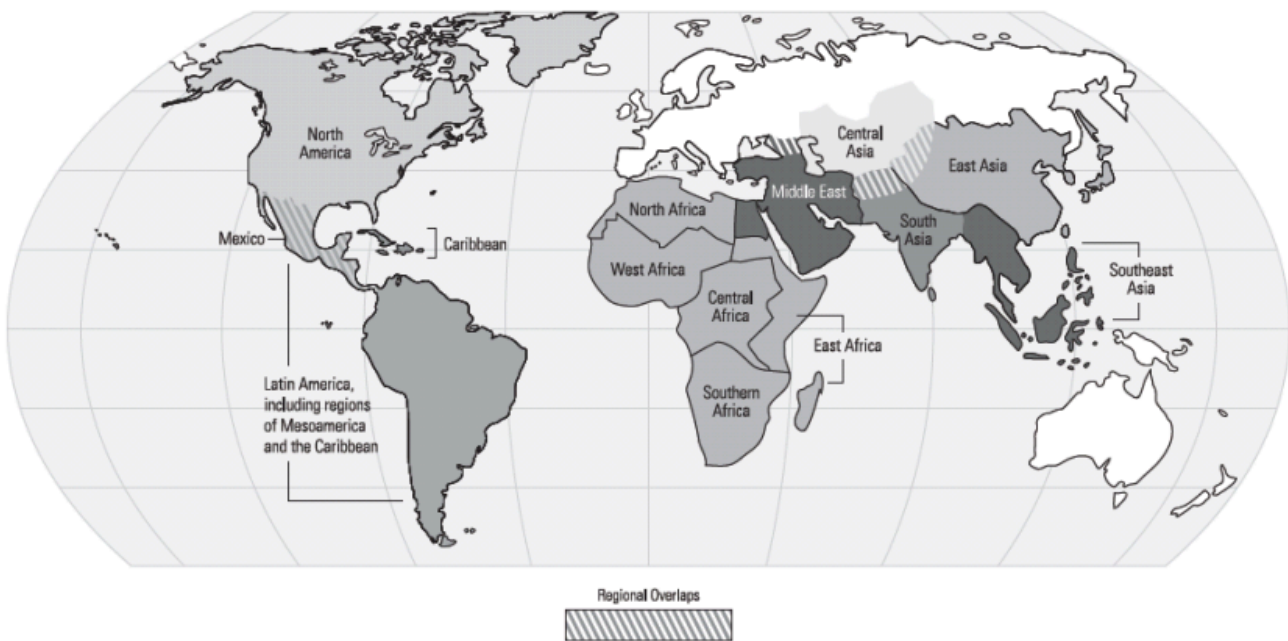 North
America
Mexico
Caribbean
Latin America,
including regions
of Mesoamerica
and the Caribbean
North Africa
West Africa
Central
Africa
East Africa
Southern
Africa
Middle East
Central
Asia
East Asia
South
Asia
Southeast
Asia
Regional Overlaps